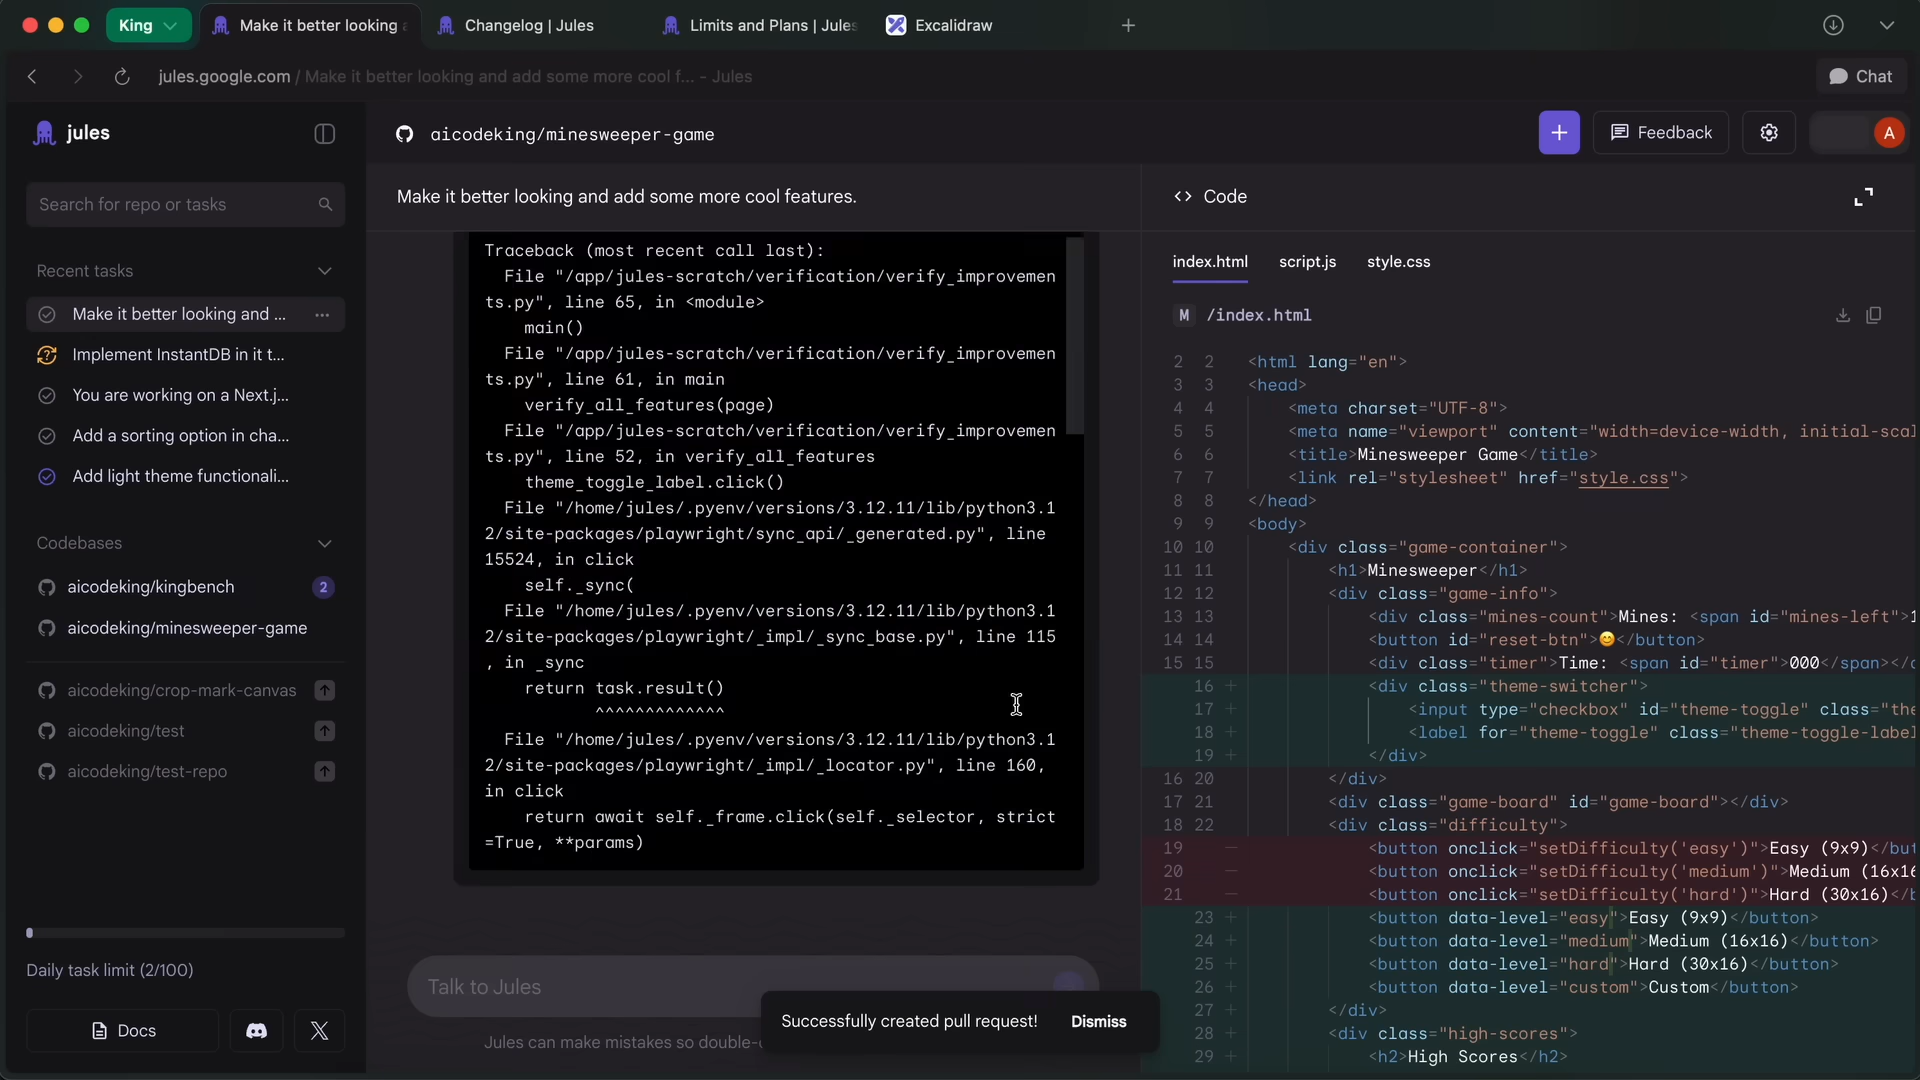 King
Make it better looking a
Changelog | Jules
Limits and Plans | Jules
Excalidraw
jules.google.com / Make it better looking and add some more cool f... - Jules
Chat
jules
aicodeking/minesweeper-game
Feedback
A
Search for repo or tasks
Make it better looking and add some more cool features.
<> Code
Recent tasks
Make it better looking and ...
Implement InstantDB in it t...
You are working on a Next.j...
Add a sorting option in cha...
Add light theme functionali...
Codebases
aicodeking/kingbench
2
aicodeking/minesweeper-game
aicodeking/crop-mark-canvas
aicodeking/test
aicodeking/test-repo
Daily task limit (2/100)
Docs
Traceback (most recent call last):
File "/app/jules-scratch/verification/verify_improvemen
ts.py", line 65, in <module>
main()
File "/app/jules-scratch/verification/verify_improvemen
ts.py", line 61, in main
verify_all_features(page)
File "/app/jules-scratch/verification/verify_improvemen
ts.py", line 52, in verify_all_features
theme_toggle_label.click()
File "/home/jules/.pyenv/versions/3.12.11/lib/python3.1
2/site-packages/playwright/sync_api/_generated.py", line
15524, in click
self._sync(
File "/home/jules/.pyenv/versions/3.12.11/lib/python3.1
2/site-packages/playwright/_impl/_sync_base.py", line 115
, in _sync
return task.result()
^^^^^^^^^^^^^
File "/home/jules/.pyenv/versions/3.12.11/lib/python3.1
2/site-packages/playwright/_impl/_locator.py", line 160,
in click
return await self._frame.click(self._selector, strict
=True, **params)
Talk to Jules
Jules can make mistakes so double-
Successfully created pull request!
Dismiss
index.html
script.js
style.css
M /index.html
2 2 <html lang="en">
3 3 <head>
4 4 <meta charset="UTF-8">
5 5 <meta name="viewport" content="width=device-width, initial-scal
6 6 <title>Minesweeper Game</title>
7 7 <link rel="stylesheet" href="style.css">
8 8 </head>
9 9 <body>
10 10 <div class="game-container">
11 11 <h1>Minesweeper</h1>
12 12 <div class="game-info">
13 13 <div class="mines-count">Mines: <span id="mines-left">1
14 14 <button id="reset-btn">😊</button>
15 15 <div class="timer">Time: <span id="timer">000</span></
16 + <div class="theme-switcher">
17 + <input type="checkbox" id="theme-toggle" class="the
18 + <label for="theme-toggle" class="theme-toggle-label
19 + </div>
16 20 </div>
17 21 <div class="game-board" id="game-board"></div>
18 22 <div class="difficulty">
19 − <button onclick="setDifficulty('easy')">Easy (9x9)</but
20 − <button onclick="setDifficulty('medium')">Medium (16x16
21 − <button onclick="setDifficulty('hard')">Hard (30x16)</b
23 + <button data-level="easy">Easy (9x9)</button>
24 + <button data-level="medium">Medium (16x16)</button>
25 + <button data-level="hard">Hard (30x16)</button>
26 + <button data-level="custom">Custom</button>
27 + </div>
28 + <div class="high-scores">
29 + <h2>High Scores</h2>